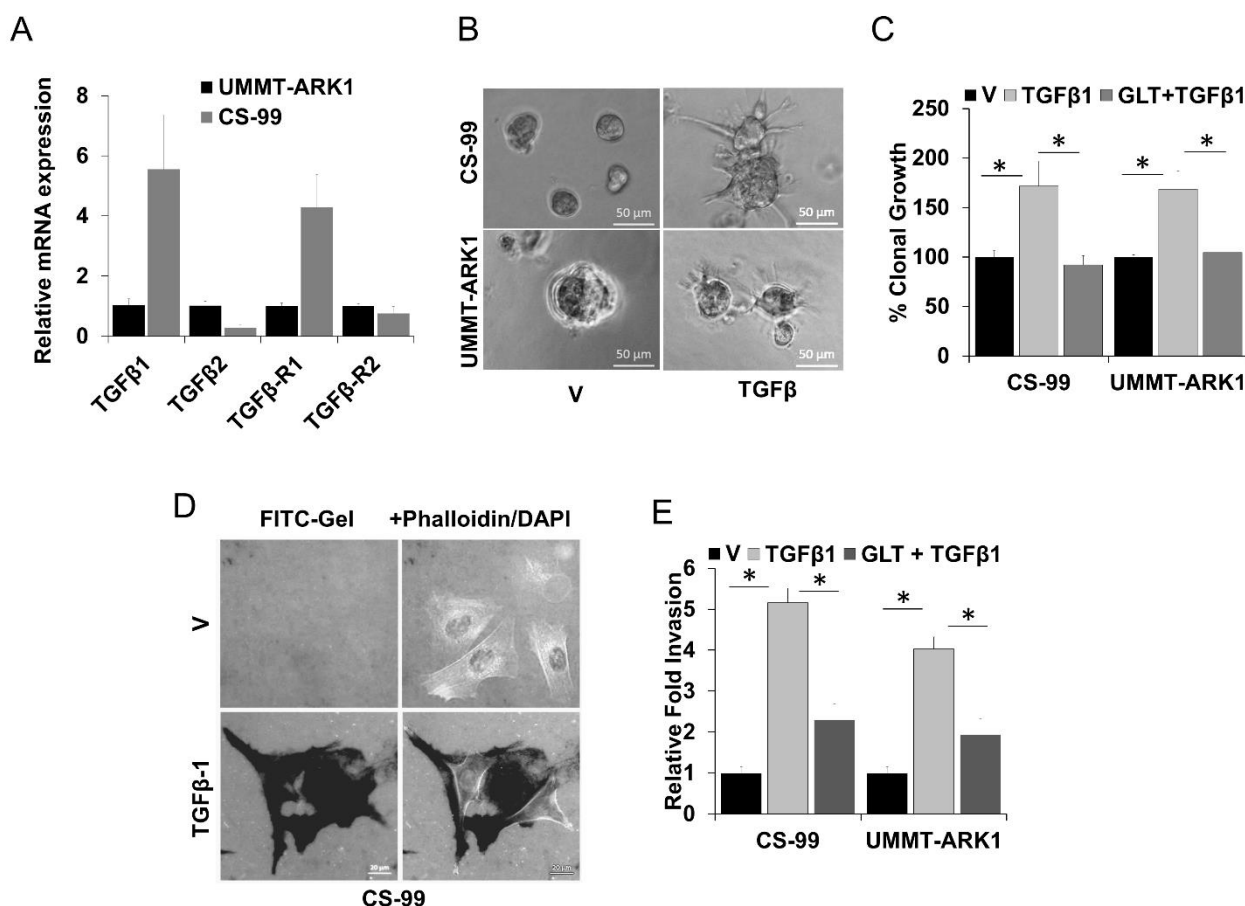 A
UMMT-ARK1
CS-99
Relative mRNA expression
8
6
4
2
0
TGFβ1
TGFβ2
TGFβ-R1
TGFβ-R2
B
CS-99
UMMT-ARK1
50 µm
50 µm
50 µm
50 µm
V
TGFβ
C
V TGFβ1 GLT+TGFβ1
% Clonal Growth
250
200
150
100
50
0
* * * *
CS-99 UMMT-ARK1
D
FITC-Gel +Phalloidin/DAPI
V
TGFβ-1
20 µm
20 µm
CS-99
E
V TGFβ1 GLT + TGFβ1
Relative Fold Invasion
6
5
4
3
2
1
0
* * * *
CS-99 UMMT-ARK1